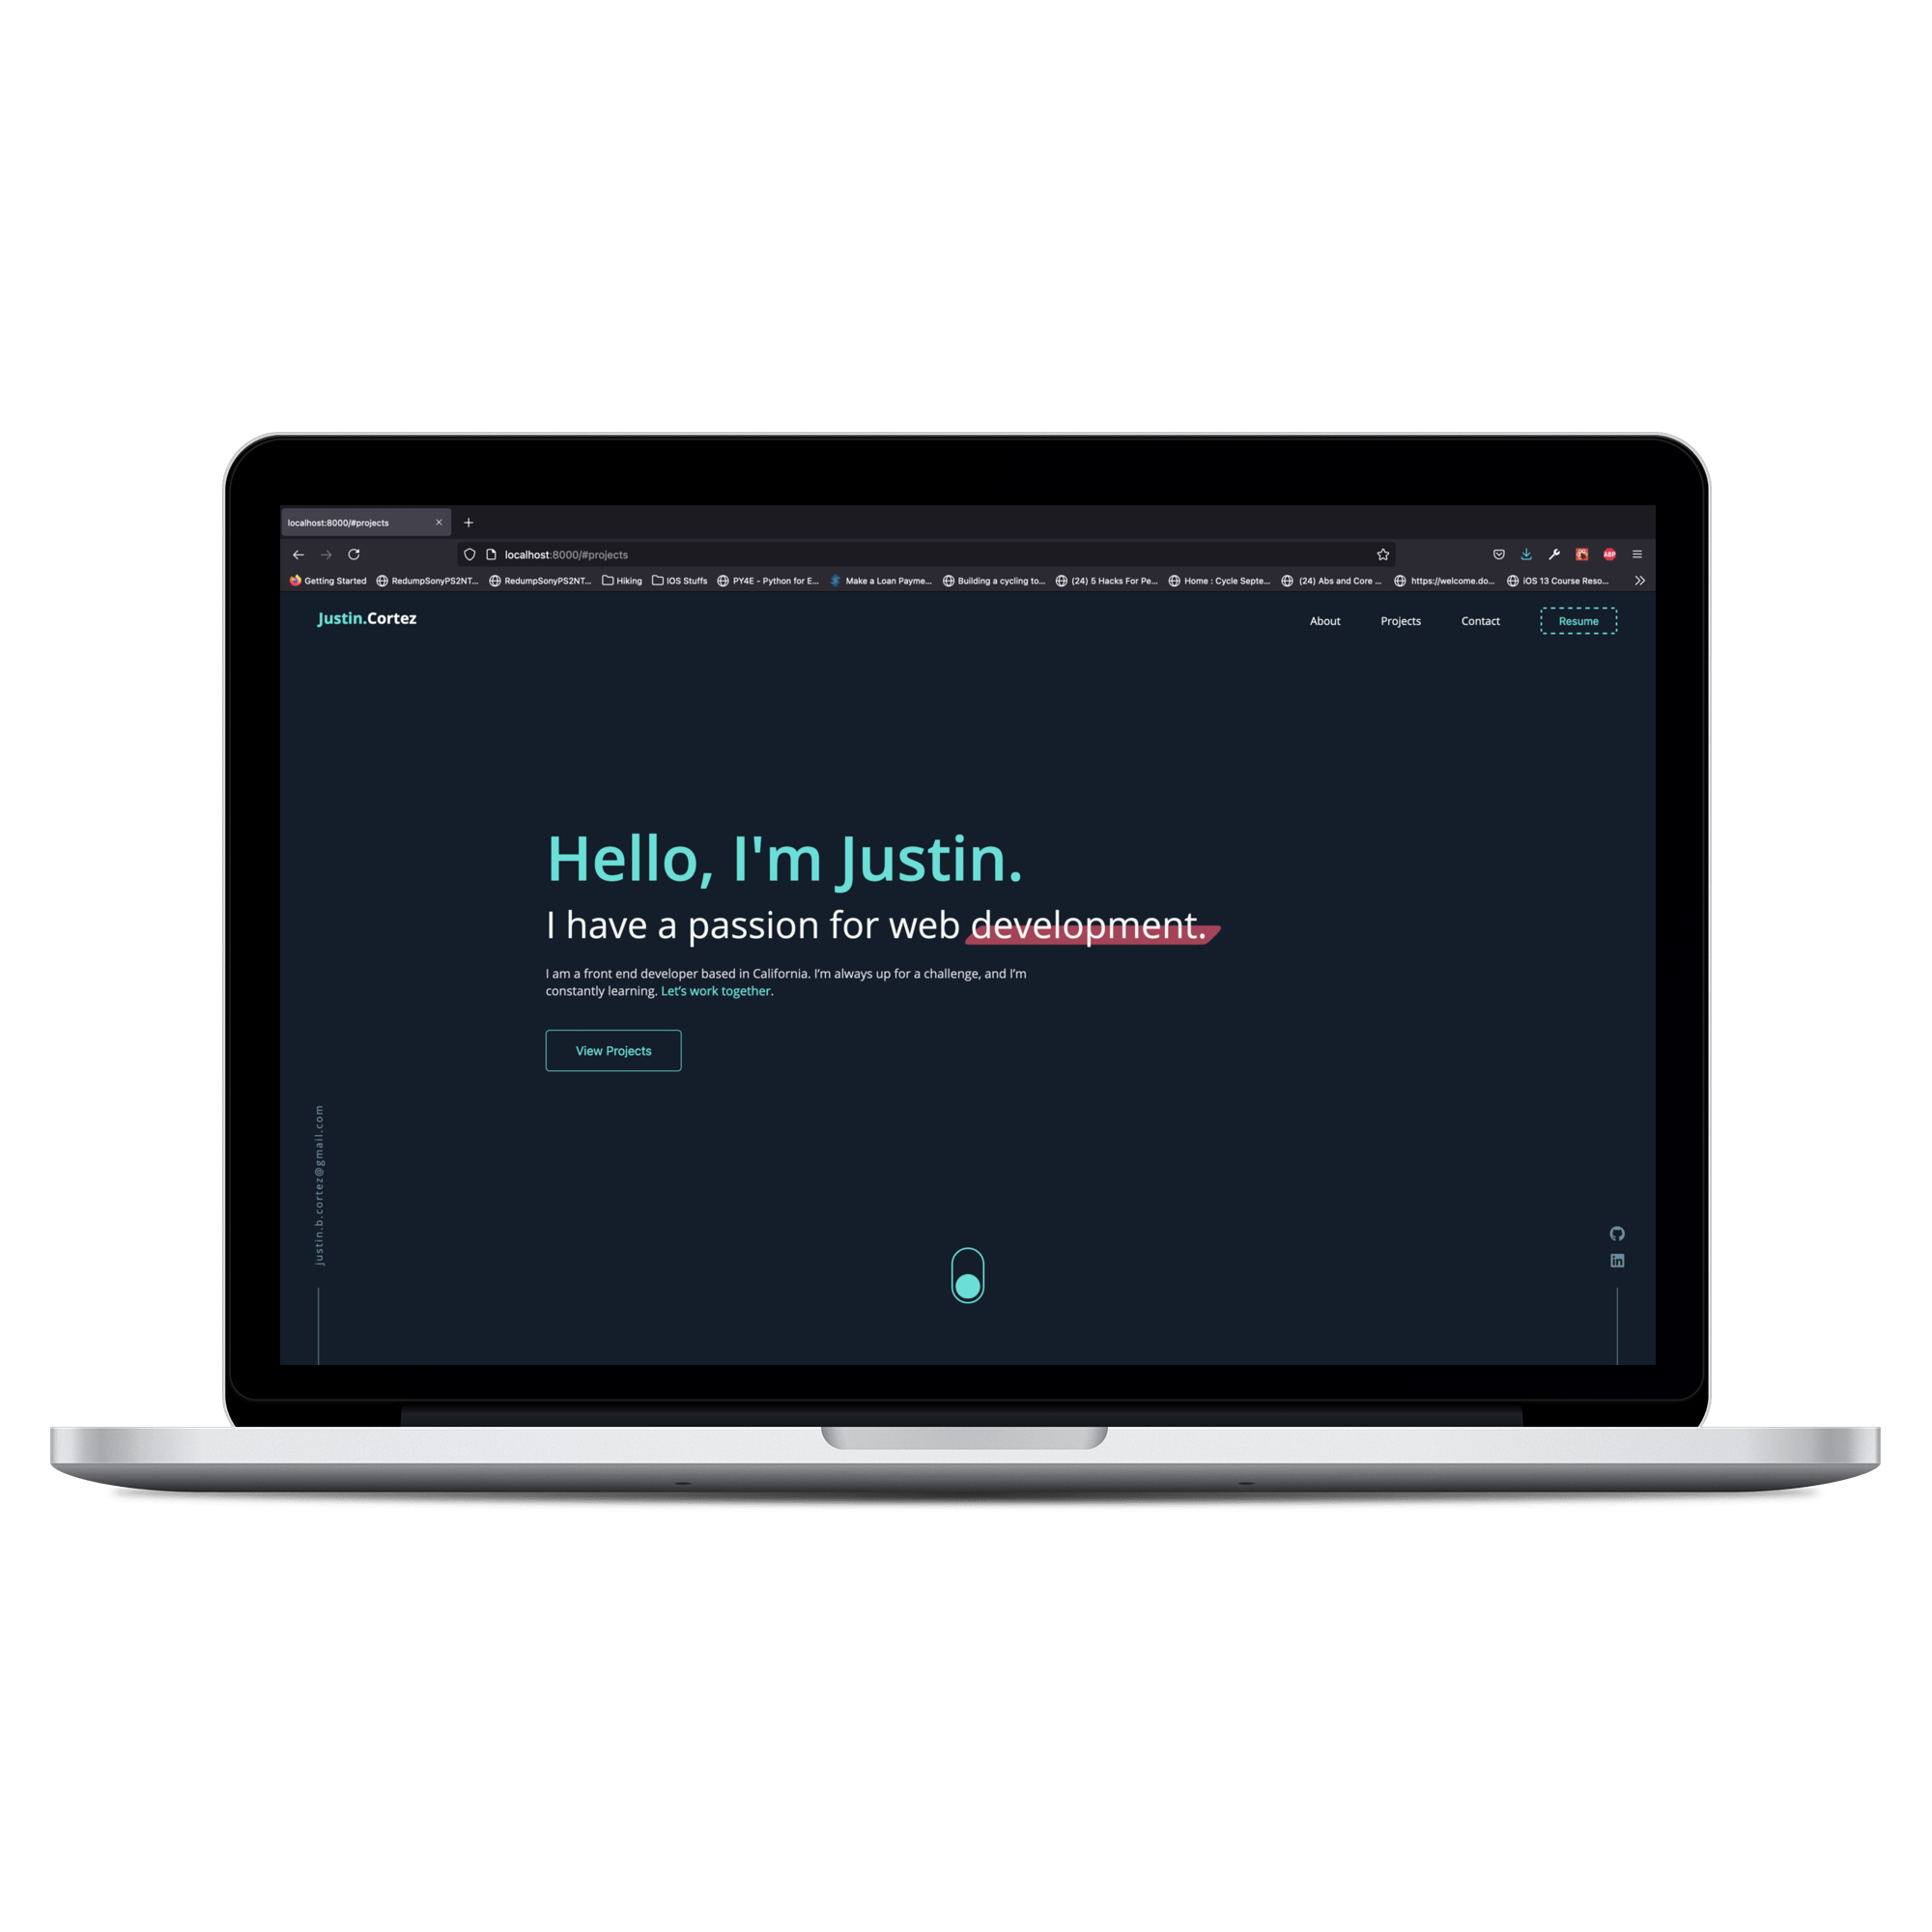 localhost:8000/#projects
localhost:8000/#projects
Getting Started RedumpSonyPS2NT... RedumpSonyPS2NT... Hiking IOS Stuffs PY4E - Python for E... Make a Loan Payme... Building a cycling to... (24) 5 Hacks For Pe... Home : Cycle Septe... (24) Abs and Core ... https://welcome.do... iOS 13 Course Reso...
Justin.Cortez About Projects Contact Resume
Hello, I'm Justin.
I have a passion for web development.
I am a front end developer based in California. I’m always up for a challenge, and I’m
constantly learning. Let’s work together.
View Projects
justin.b.cortez@gmail.com
ABP
in